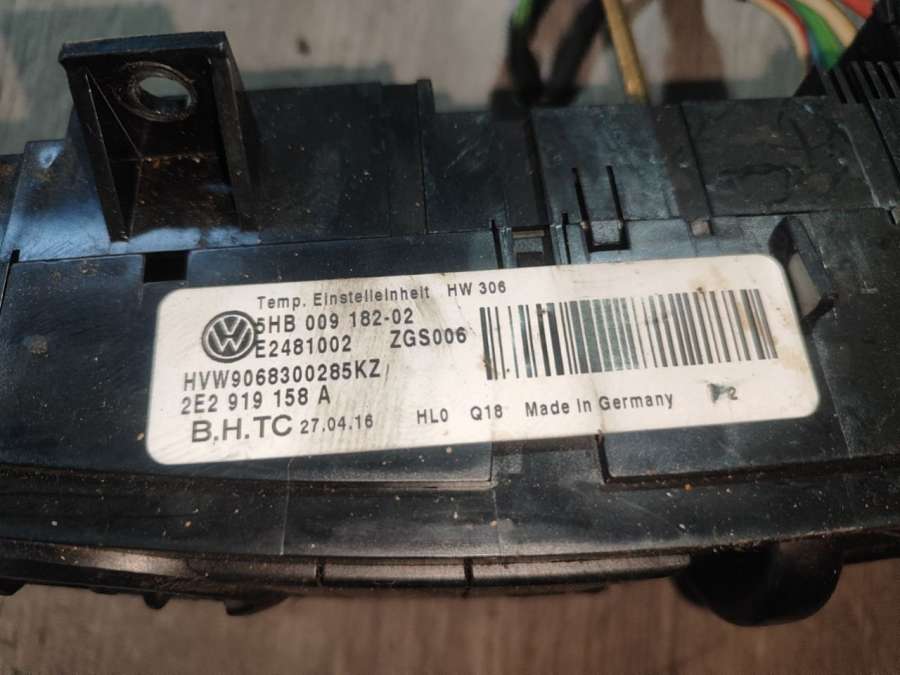 Temp. Einstelleinheit HW 306
5HB 009 182-02
E2481002 ZGS006
HVW9068300285KZ
2E2 919 158 A
B.H.TC 27.04.16 HL0 Q18 Made in Germany 2